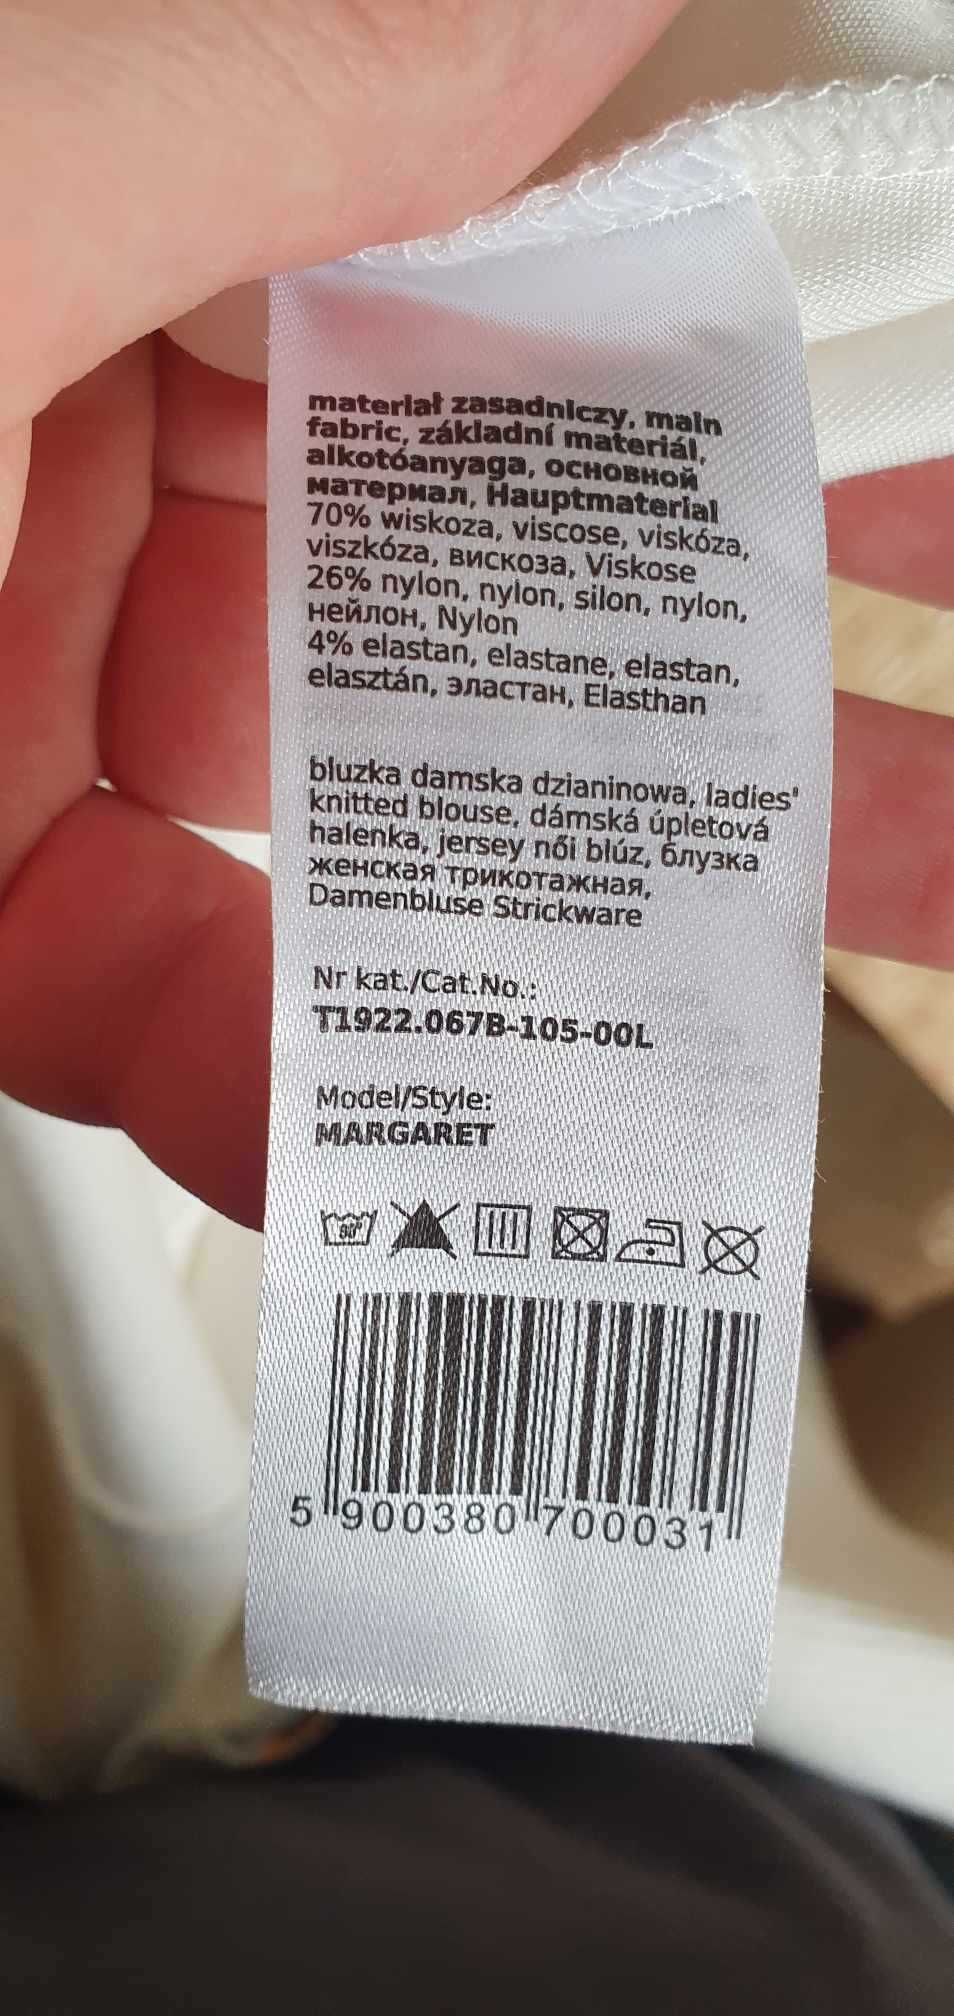 materiał zasadniczy, main
fabric, základní materiál,
alkotóanyaga, основной
материал, Hauptmaterial
70% wiskoza, viscose, viskóza,
viszkóza, вискоза, Viskose
26% nylon, nylon, silon, nylon,
нейлон, Nylon
4% elastan, elastane, elastan,
elasztán, эластан, Elasthan
bluzka damska dzianinowa, ladies'
knitted blouse, dámská úpletová
halenka, jersey női blúz, блузка
женская трикотажная,
Damenbluse Strickware
Nr kat./Cat.No.:
T1922.067B-105-00L
Model/Style:
MARGARET
30°
5 900380 700031